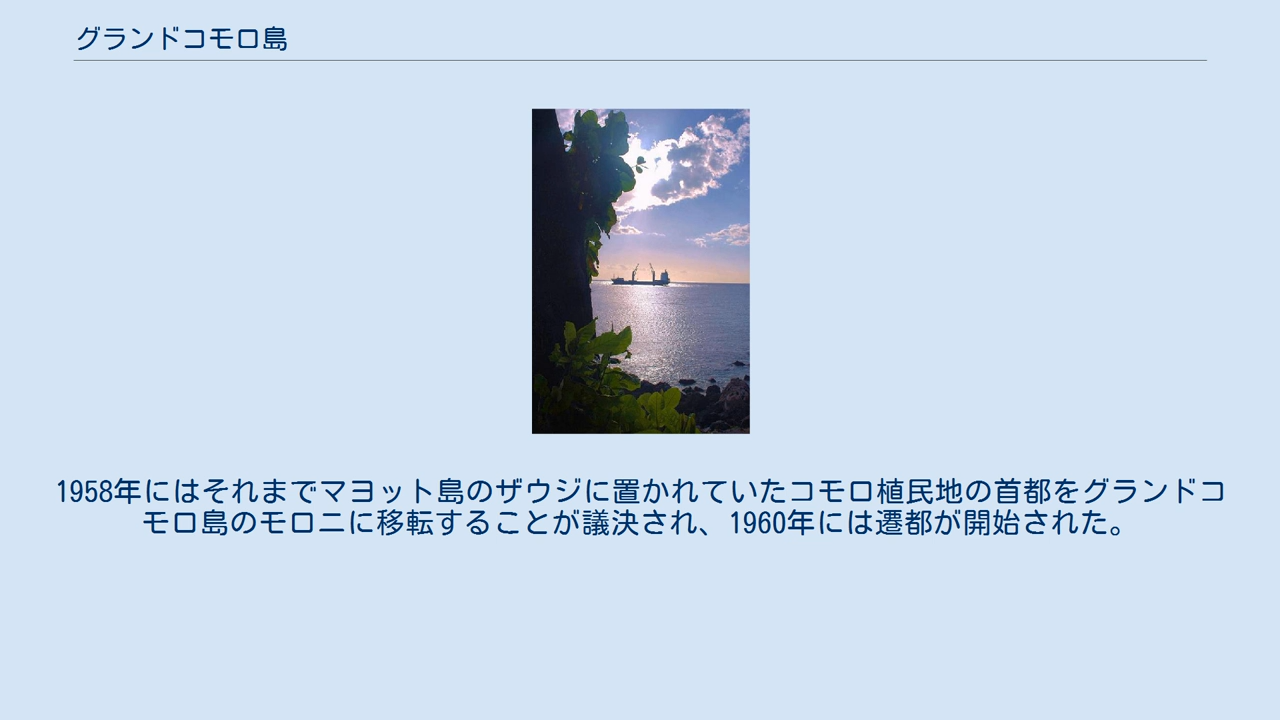 グランドコモロ島
1958年にはそれまでマヨット島のザウジに置かれていたコモロ植民地の首都をグランドコ
モロ島のモロニに移転することが議決され、1960年には遷都が開始された。